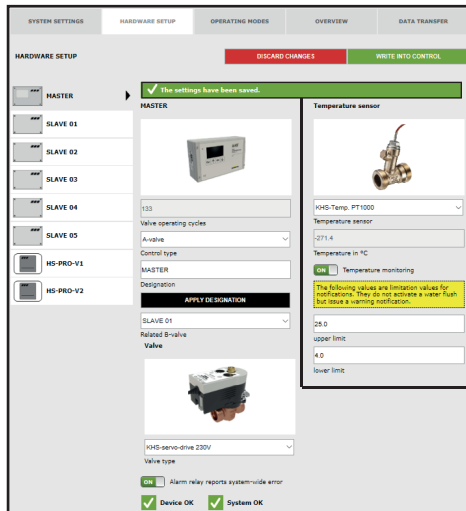 SYSTEM SETTINGS
HARDWARE SETUP
OPERATING MODES
OVERVIEW
DATA TRANSFER
HARDWARE SETUP
DISCARD CHANGES
WRITE INTO CONTROL
MASTER
SLAVE 01
SLAVE 02
SLAVE 03
SLAVE 04
SLAVE 05
HS-PRO-V1
HS-PRO-V2
The settings have been saved.
MASTER
133
Valve operating cycles
A-valve
Control type
MASTER
Designation
APPLY DESIGNATION
SLAVE 01
Related B-valve
Valve
KHS-servo-drive 230V
Valve type
ON Alarm relay reports system-wide error
Device OK
System OK
Temperature sensor
KHS-Temp. PT1000
Temperature sensor
-271.4
Temperature in °C
ON Temperature monitoring
The following values are limitation values for
notifications. They do not activate a water flush
but issue a warning notification.
25.0
upper limit
4.0
lower limit